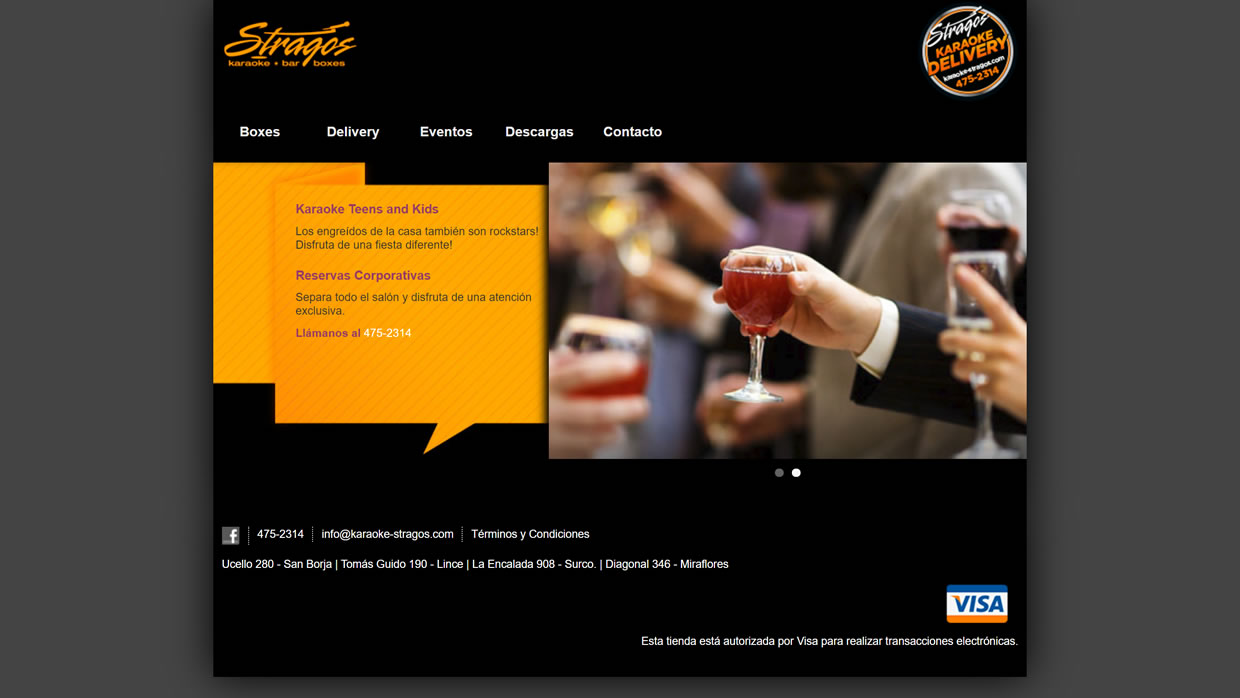 Stragos
karaoke • bar • boxes
Stragos
KARAOKE
DELIVERY
karaoke-stragos.com
475-2314
Boxes Delivery Eventos Descargas Contacto
Karaoke Teens and Kids
Los engreídos de la casa también son rockstars!
Disfruta de una fiesta diferente!
Reservas Corporativas
Separa todo el salón y disfruta de una atención
exclusiva.
Llámanos al 475-2314
f 475-2314 info@karaoke-stragos.com Términos y Condiciones
Ucello 280 - San Borja | Tomás Guido 190 - Lince | La Encalada 908 - Surco. | Diagonal 346 - Miraflores
VISA
Esta tienda está autorizada por Visa para realizar transacciones electrónicas.